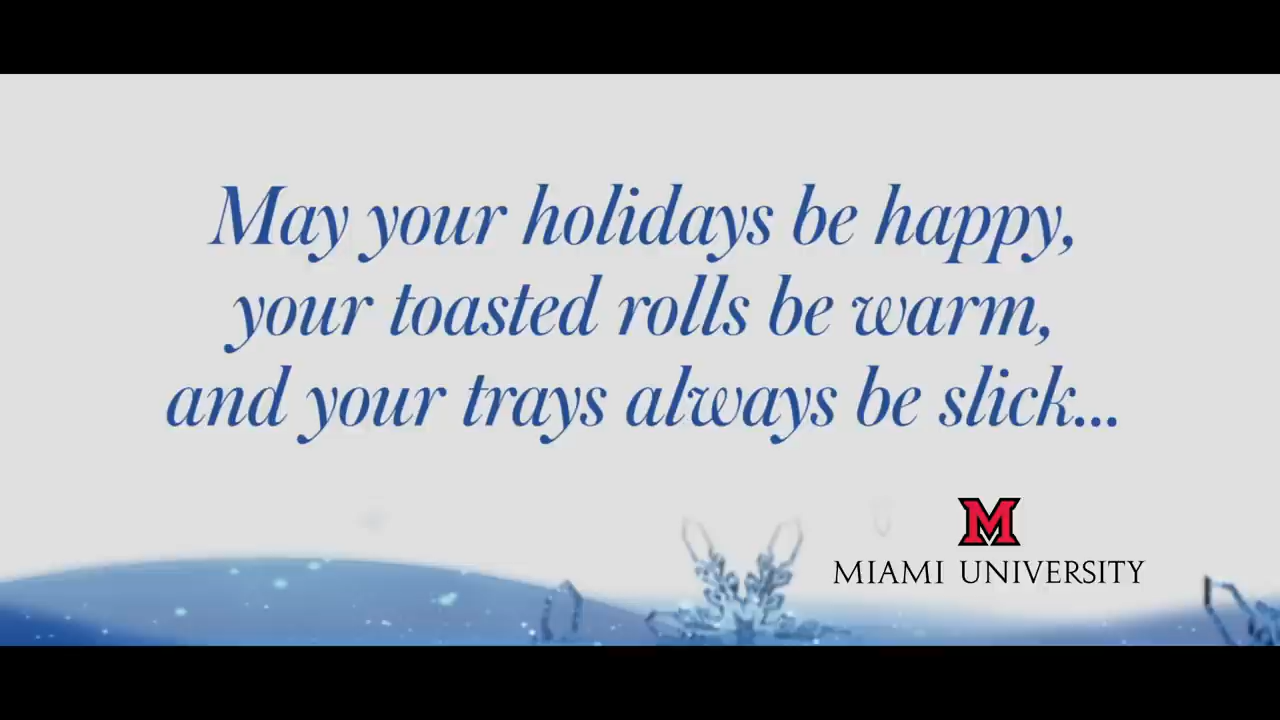 May your holidays be happy,
your toasted rolls be warm,
and your trays always be slick...
M
MIAMI UNIVERSITY